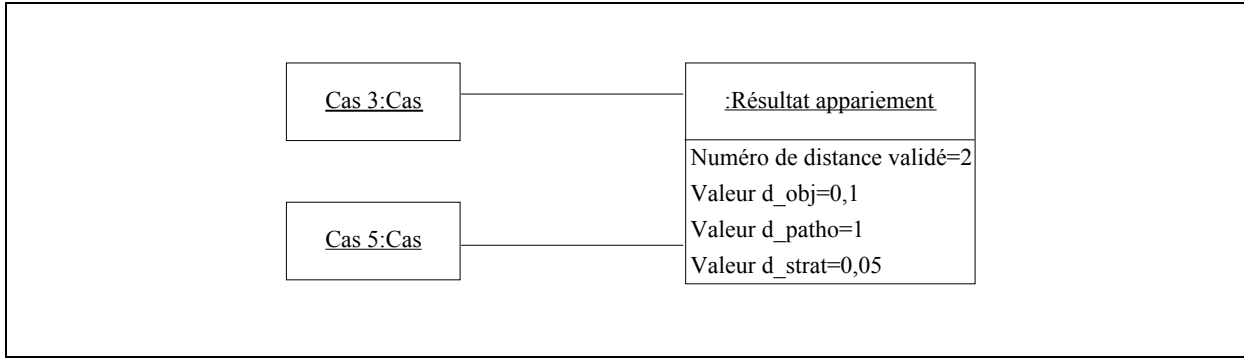 Cas 3:Cas
Cas 5:Cas
:Résultat appariement
Numéro de distance validé=2
Valeur d_obj=0,1
Valeur d_patho=1
Valeur d_strat=0,05